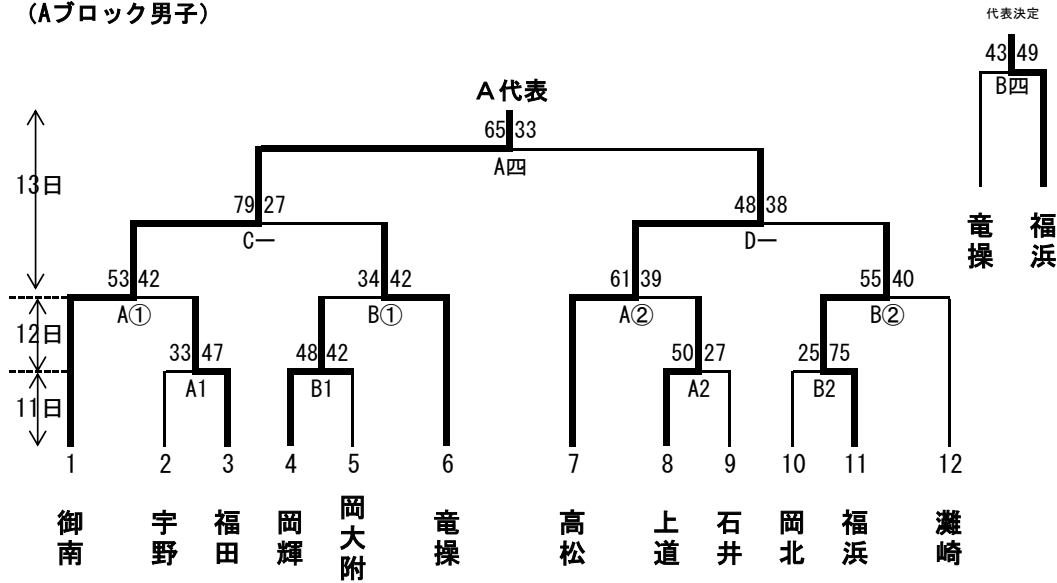 (Aブロック男子)
代表決定
43 49
B四
竜操 福浜
A代表
65 33
A四
13日
79 27
C一
48 38
D一
53 42
A①
34 42
B①
61 39
A②
55 40
B②
12日
33 47
A1
48 42
B1
50 27
A2
25 75
B2
11日
1 2 3 4 5 6 7 8 9 10 11 12
御南 宇野 福田 岡輝 岡大附 竜操 高松 上道 石井 岡北 福浜 灘崎